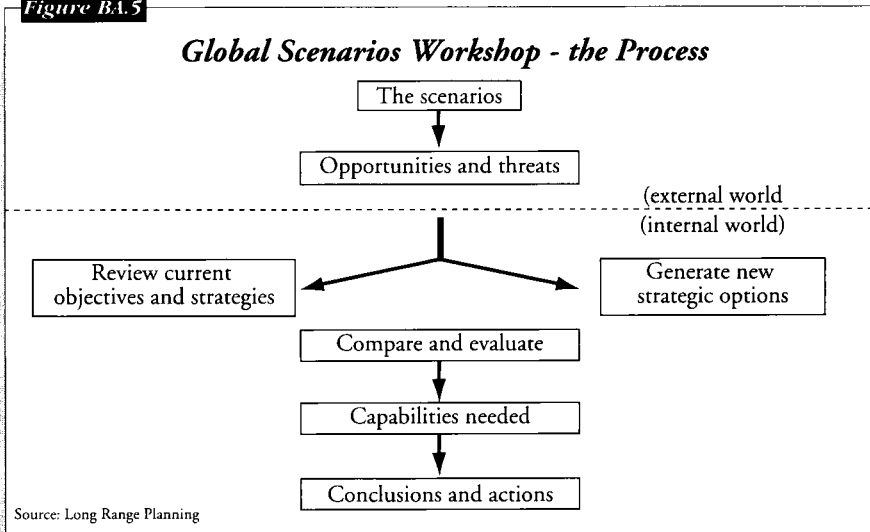 Figure BA.5
Global Scenarios Workshop - the Process
The scenarios
Opportunities and threats
(external world
(internal world)
Review current
objectives and strategies
Generate new
strategic options
Compare and evaluate
Capabilities needed
Conclusions and actions
Source: Long Range Planning